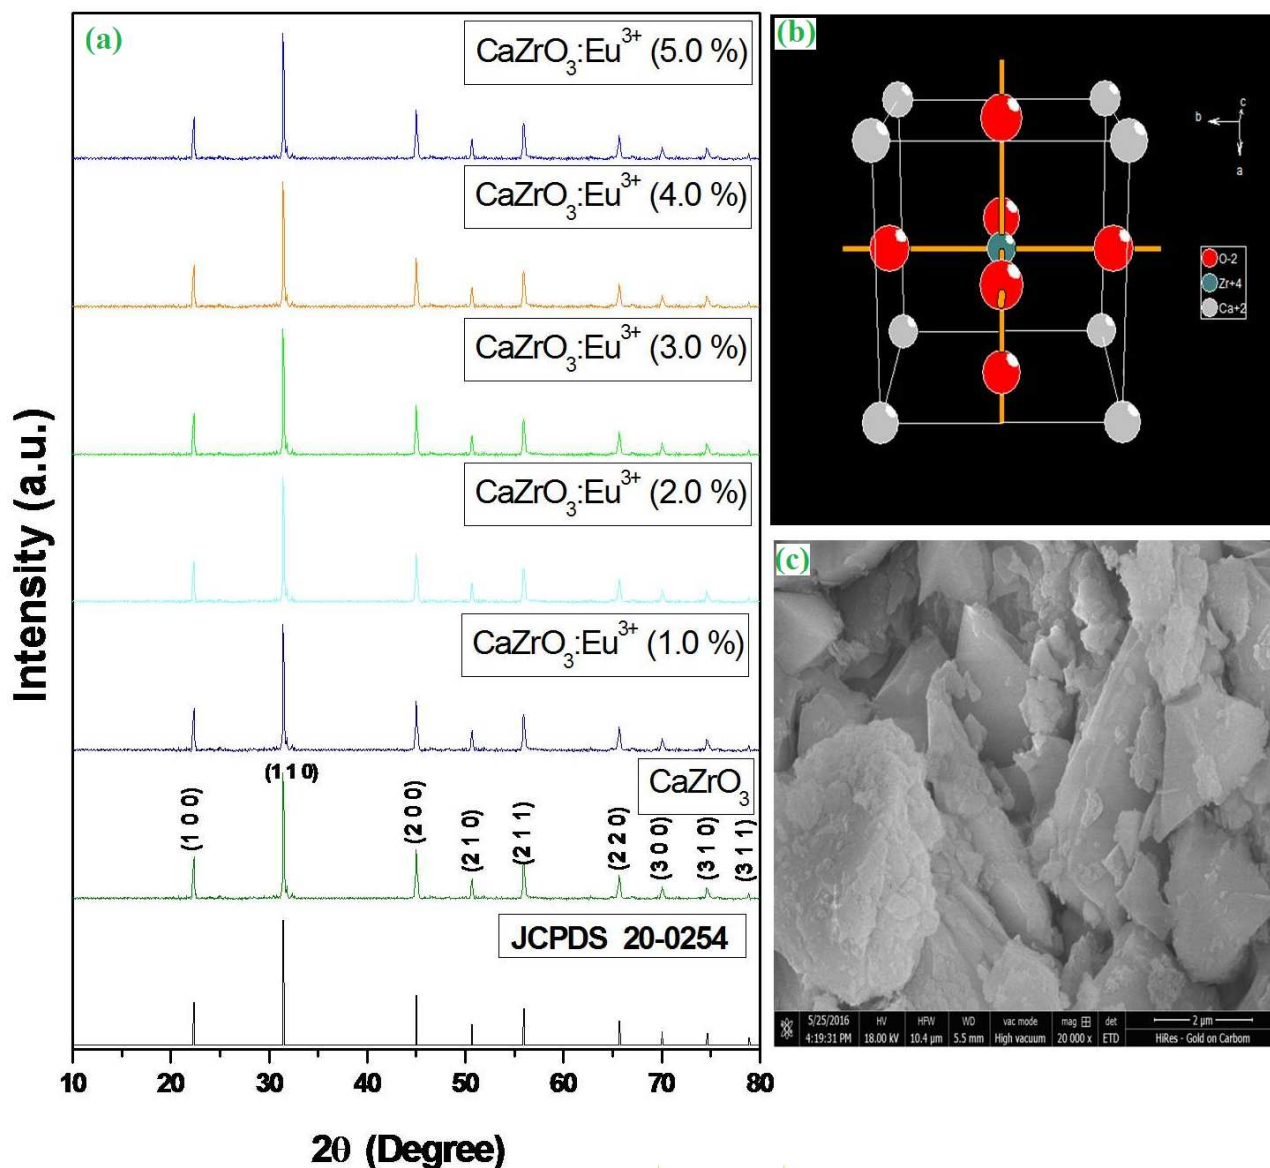 (a)
CaZrO₃:Eu³⁺ (5.0 %)
CaZrO₃:Eu³⁺ (4.0 %)
CaZrO₃:Eu³⁺ (3.0 %)
CaZrO₃:Eu³⁺ (2.0 %)
CaZrO₃:Eu³⁺ (1.0 %)
CaZrO₃
(1 0 0)
(1 1 0)
(2 0 0)
(2 1 0)
(2 1 1)
(2 2 0)
(3 0 0)
(3 1 0)
(3 1 1)
JCPDS 20-0254
Intensity (a.u.)
10 20 30 40 50 60 70 80
2θ (Degree)
(b)
c
b
a
O-2
Zr+4
Ca+2
(c)
5/25/2016 HV HFW WD vac mode mag det 2 µm
4:19:31 PM 18.00 kV 10.4 µm 5.5 mm High vacuum 20 000 x ETD HiRes - Gold on Carbom